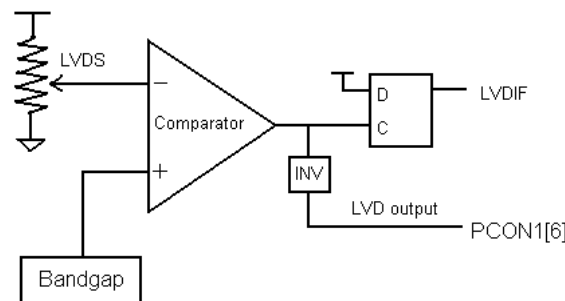 LVDS
−
Comparator
+
D
C
LVDIF
INV
LVD output
PCON1[6]
Bandgap